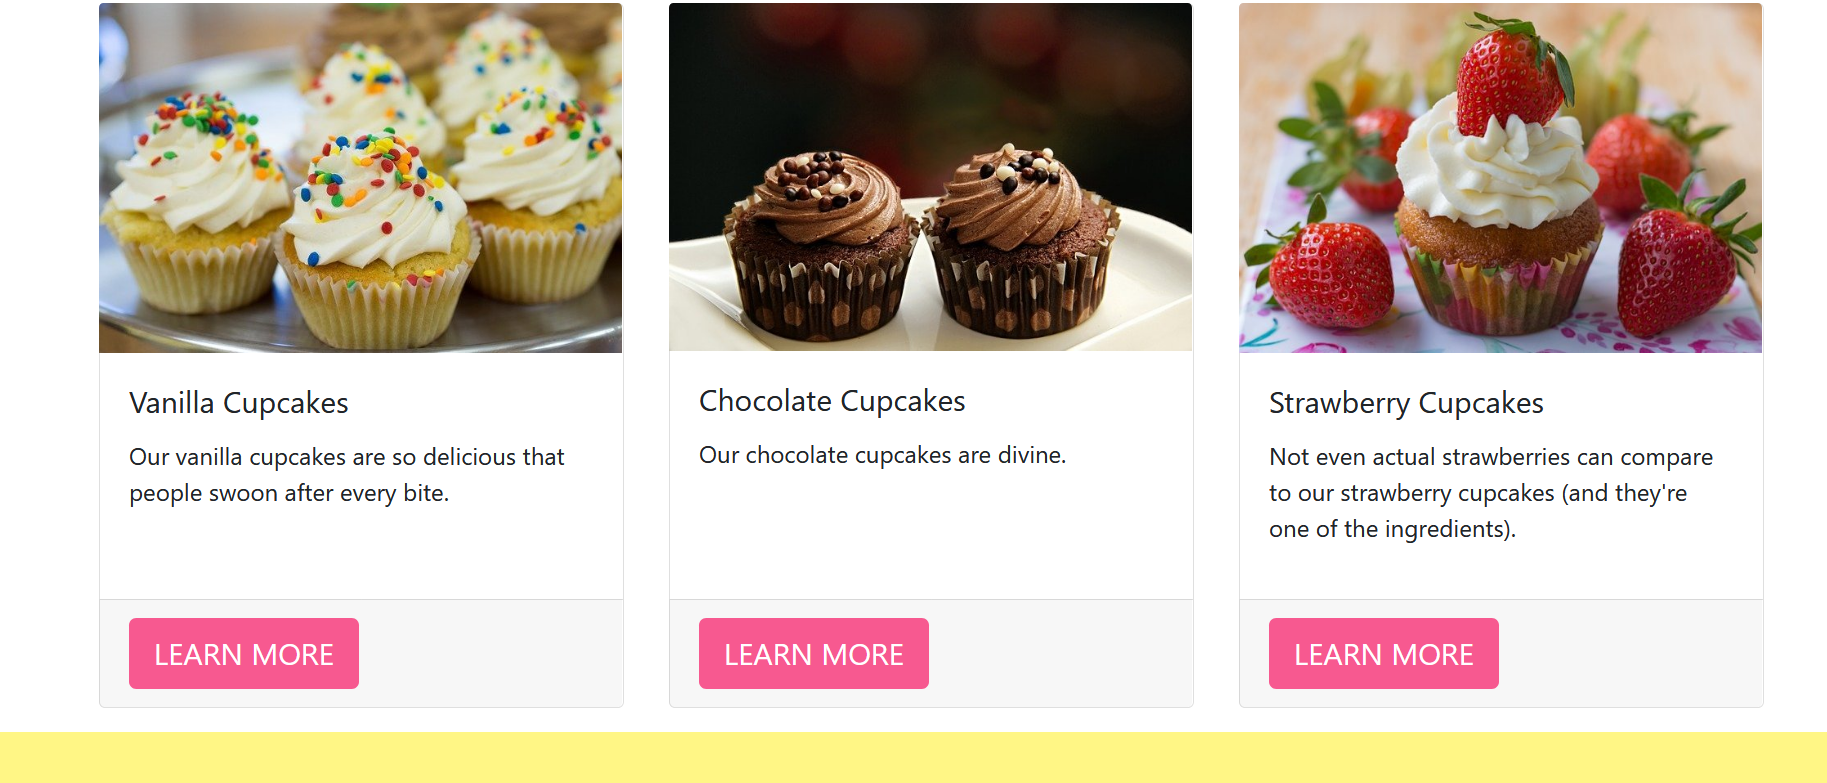 Vanilla Cupcakes
Our vanilla cupcakes are so delicious that
people swoon after every bite.
LEARN MORE
Chocolate Cupcakes
Our chocolate cupcakes are divine.
LEARN MORE
Strawberry Cupcakes
Not even actual strawberries can compare
to our strawberry cupcakes (and they're
one of the ingredients).
LEARN MORE